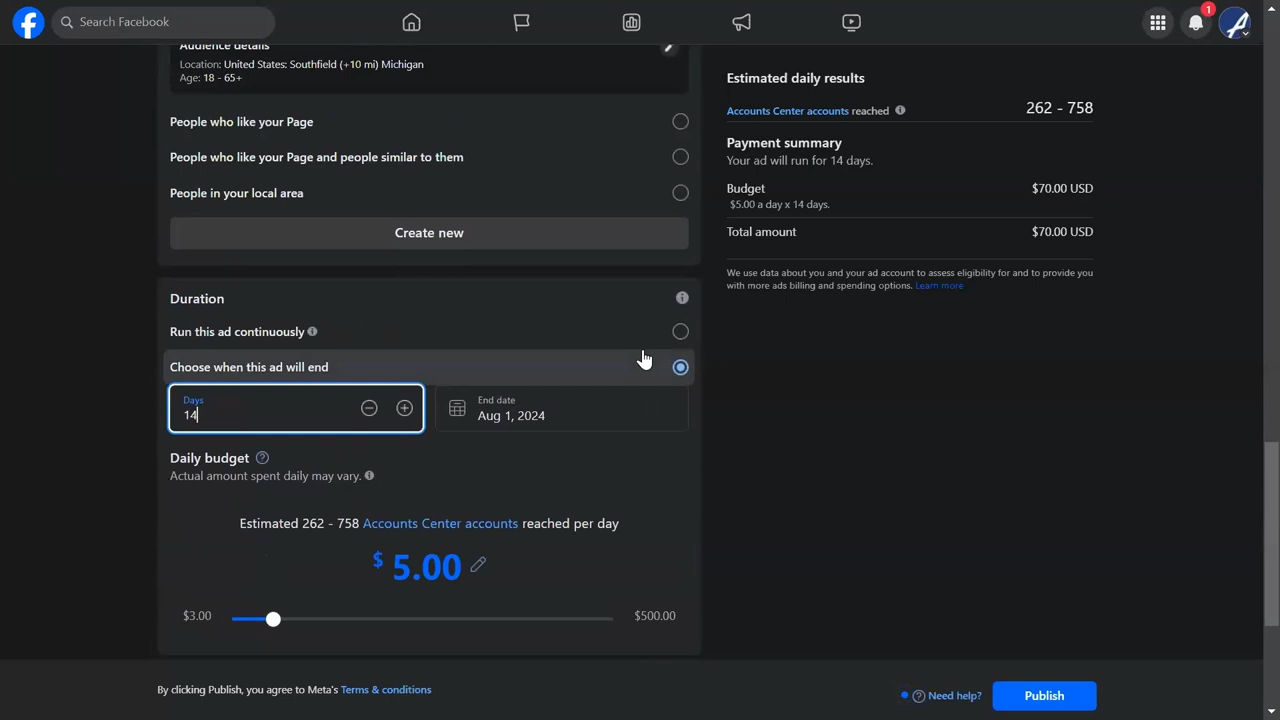 Search Facebook
1
Audience details
Location: United States: Southfield (+10 mi) Michigan
Age: 18 - 65+
People who like your Page
People who like your Page and people similar to them
People in your local area
Create new
Duration
Run this ad continuously
Choose when this ad will end
Days
14
End date
Aug 1, 2024
Daily budget
Actual amount spent daily may vary.
Estimated 262 - 758 Accounts Center accounts reached per day
$ 5.00
$3.00
$500.00
Estimated daily results
Accounts Center accounts reached 262 - 758
Payment summary
Your ad will run for 14 days.
Budget $70.00 USD
$5.00 a day x 14 days.
Total amount $70.00 USD
We use data about you and your ad account to assess eligibility for and to provide you
with more ads billing and spending options. Learn more
By clicking Publish, you agree to Meta's Terms & conditions
Need help?
Publish